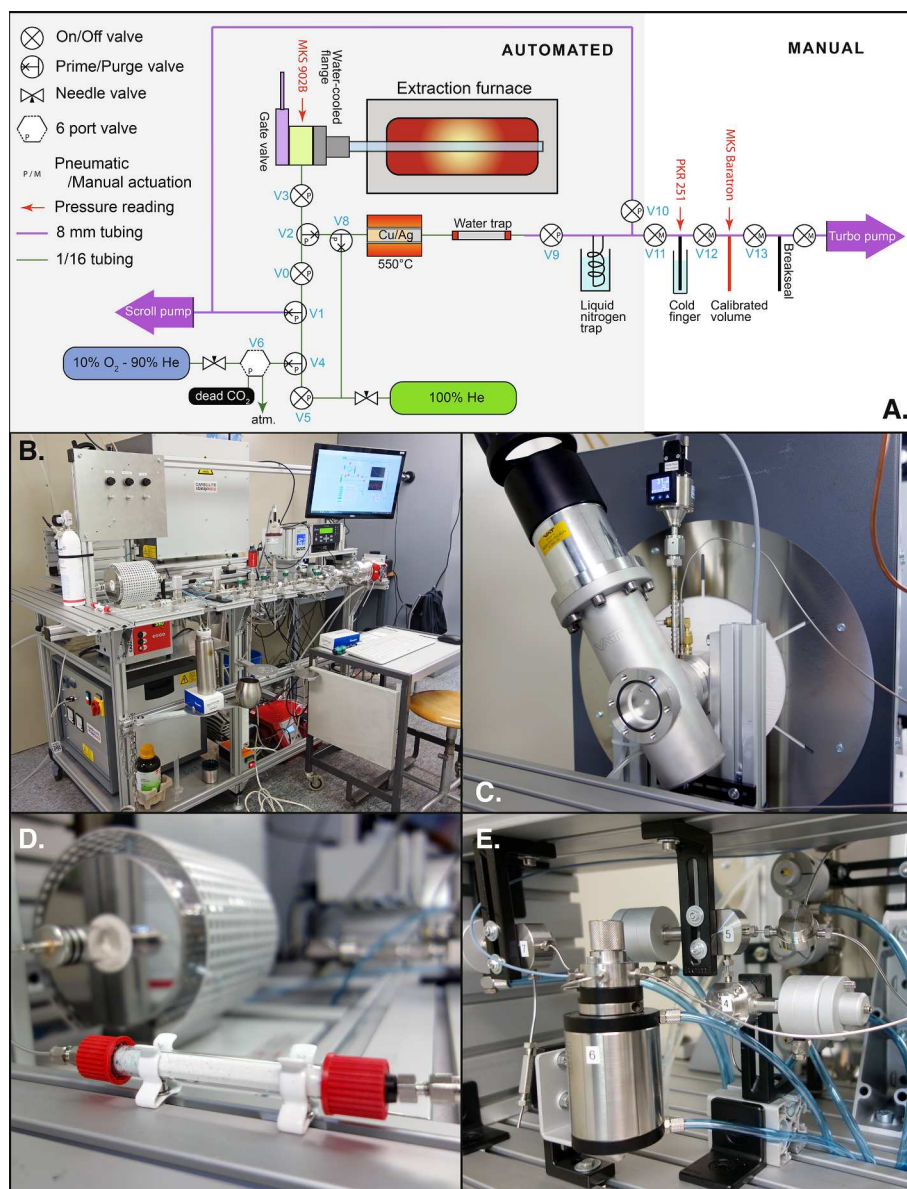 On/Off valve
Prime/Purge valve
Needle valve
6 port valve
P / M Pneumatic
/Manual actuation
Pressure reading
8 mm tubing
1/16 tubing
AUTOMATED
MANUAL
MKS 902B
Water-cooled
flange
Gate valve
Extraction furnace
P
V3
P
V2
V8
P
Cu/Ag
550°C
Water trap
P
V9
P
V10
PKR 251
MKS Baratron
M
V11
M
V12
M
V13
M
Turbo pump
Breakseal
Liquid
nitrogen
trap
Cold
finger
Calibrated
volume
P
V0
Scroll pump
P
V1
V6
P
10% O₂ - 90% He
P
V4
dead CO₂
atm.
P
V5
100% He
A.
B.
C.
VAT
D.
E.
5
4
6